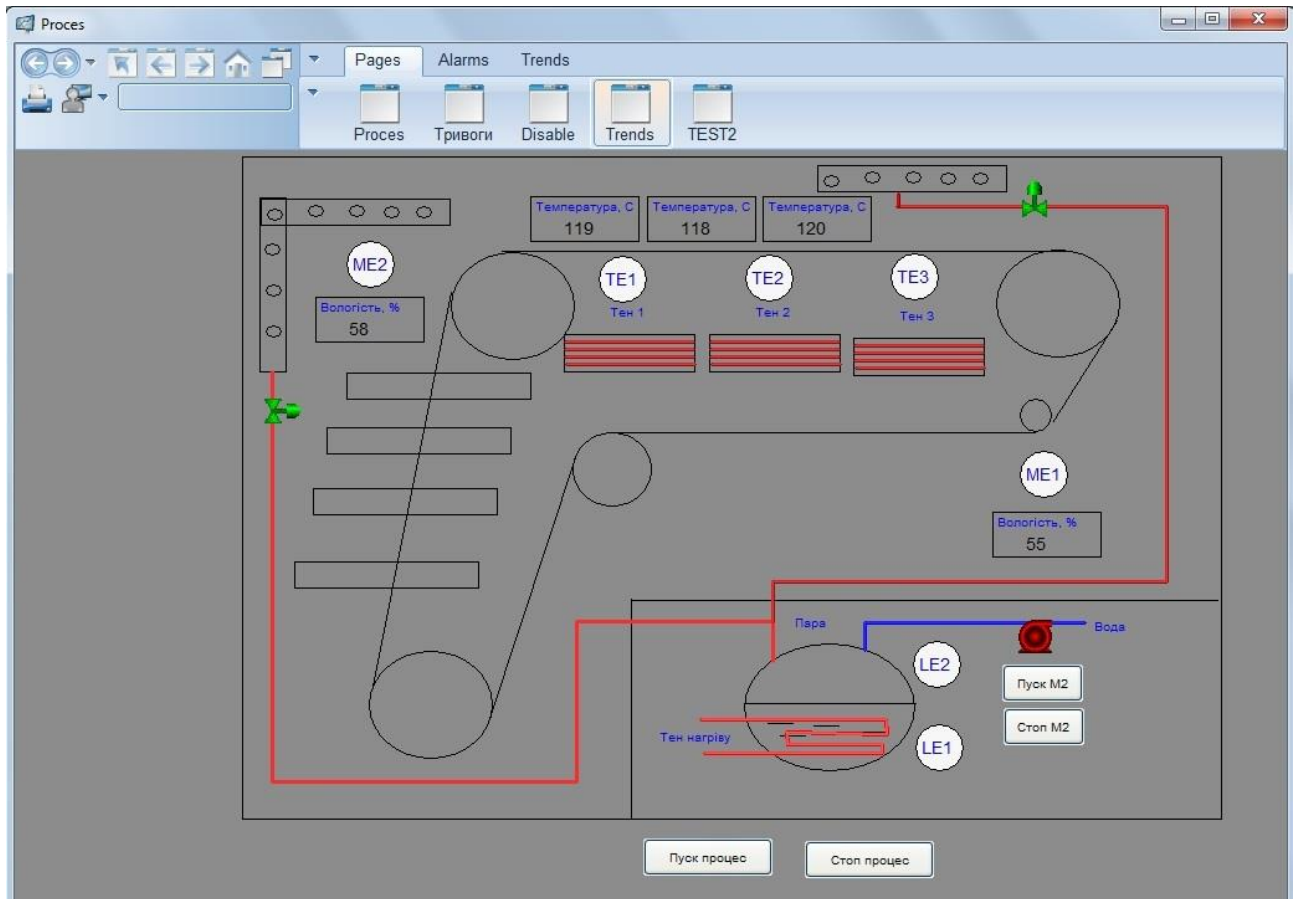 Proces
Pages Alarms Trends
Proces Тривоги Disable Trends TEST2
Температура, С Температура, С Температура, С
119 118 120
ME2
TE1 TE2 TE3
Вологість, %
58
Тен 1 Тен 2 Тен 3
ME1
Вологість, %
55
Пара
Вода
LE2
Пуск М2
Стоп М2
Тен нагріву
LE1
Пуск процес Стоп процес